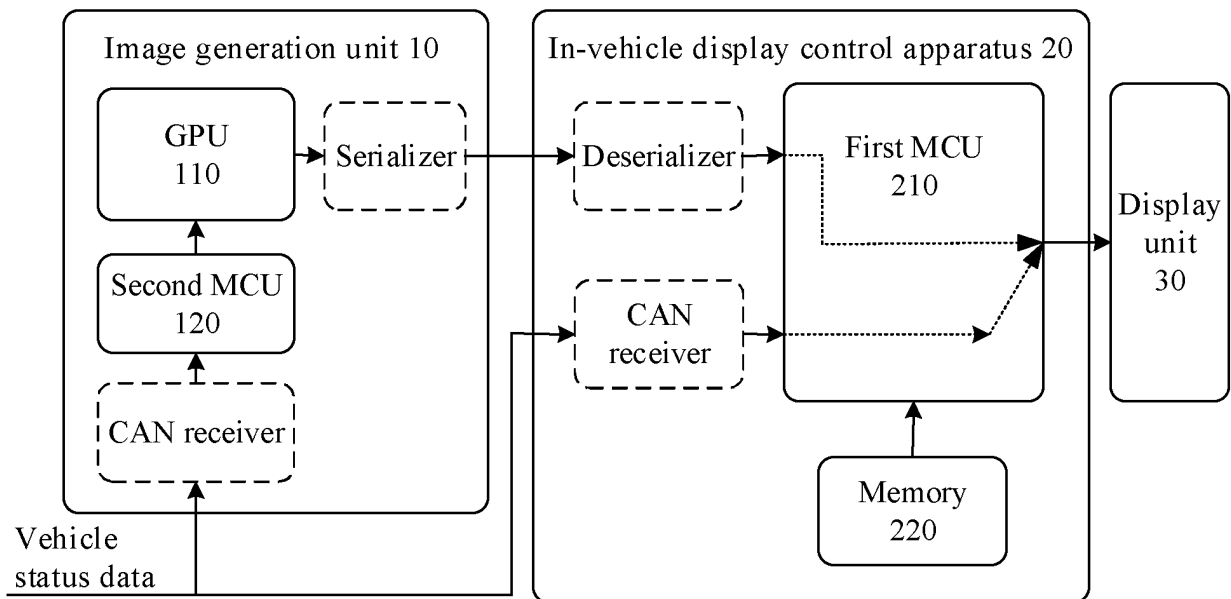 Image generation unit 10
GPU
110
Serializer
Second MCU
120
CAN receiver
Vehicle
status data
In-vehicle display control apparatus 20
Deserializer
First MCU
210
CAN
receiver
Memory
220
Display
unit
30